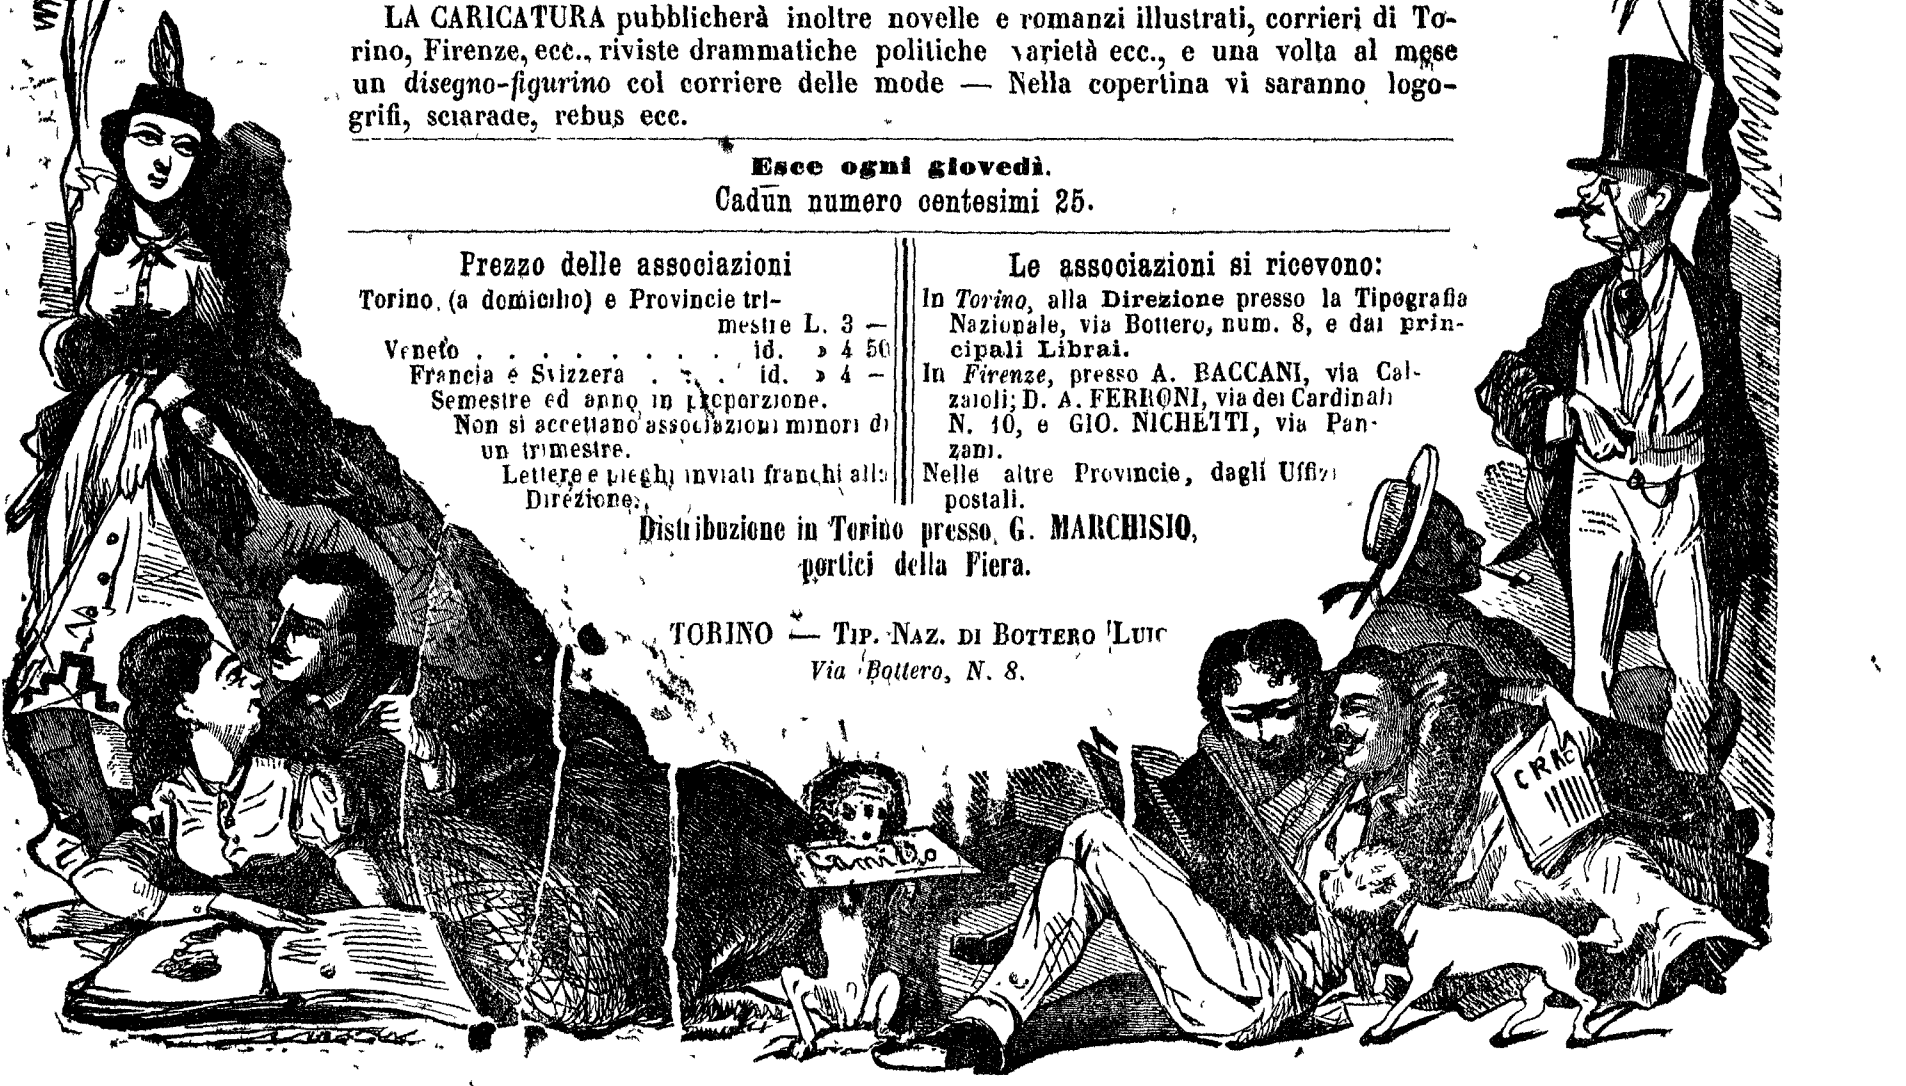 LA CARICATURA pubblicherà inoltre novelle e romanzi illustrati, corrieri di To-
rino, Firenze, ecc., riviste drammatiche politiche varietà ecc., e una volta al mese
un disegno-figurino col corriere delle mode — Nella copertina vi saranno logo-
grifi, sciarade, rebus ecc.
Esce ogni giovedì.
Cadun numero centesimi 25.
Prezzo delle associazioni
Torino (a domicilio) e Provincie tri-
mestre L. 3 —
Veneto . . . . . . . . id. » 4 50
Francia e Svizzera . . . id. » 4 —
Semestre ed anno in proporzione.
Non si accettano associazioni minori di
un trimestre.
Lettere e pieghi inviati franchi alla
Direzione.
Le associazioni si ricevono:
In Torino, alla Direzione presso la Tipografia
Nazionale, via Bottero, num. 8, e dai prin-
cipali Librai.
In Firenze, presso A. BACCANI, via Cal-
zaioli; D. A. FERRONI, via dei Cardinali
N. 10, e GIO. NICHETTI, via Pan-
zani.
Nelle altre Provincie, dagli Uffizi
postali.
Distribuzione in Torino presso G. MARCHISIO,
portici della Fiera.
TORINO — TIP. NAZ. DI BOTTERO LUIG
Via Bottero, N. 8.
CRAC
Camillo